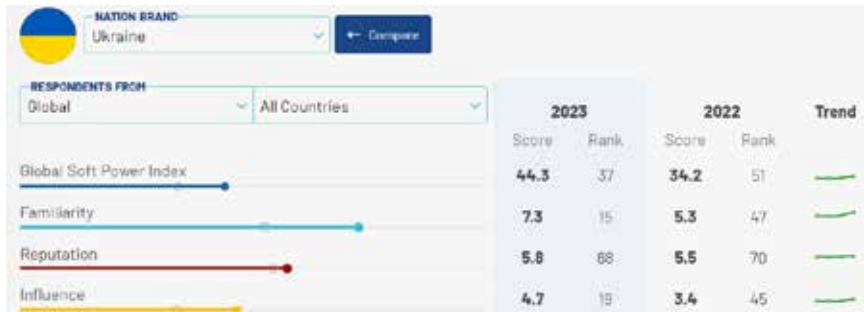 NATION BRAND
Ukraine
Compare
RESPONDENTS FROM
Global All Countries
2023 2022 Trend
Score Rank Score Rank
Global Soft Power Index 44.3 37 34.2 51
Familiarity 7.3 15 5.3 47
Reputation 5.8 68 5.5 70
Influence 4.7 19 3.4 45